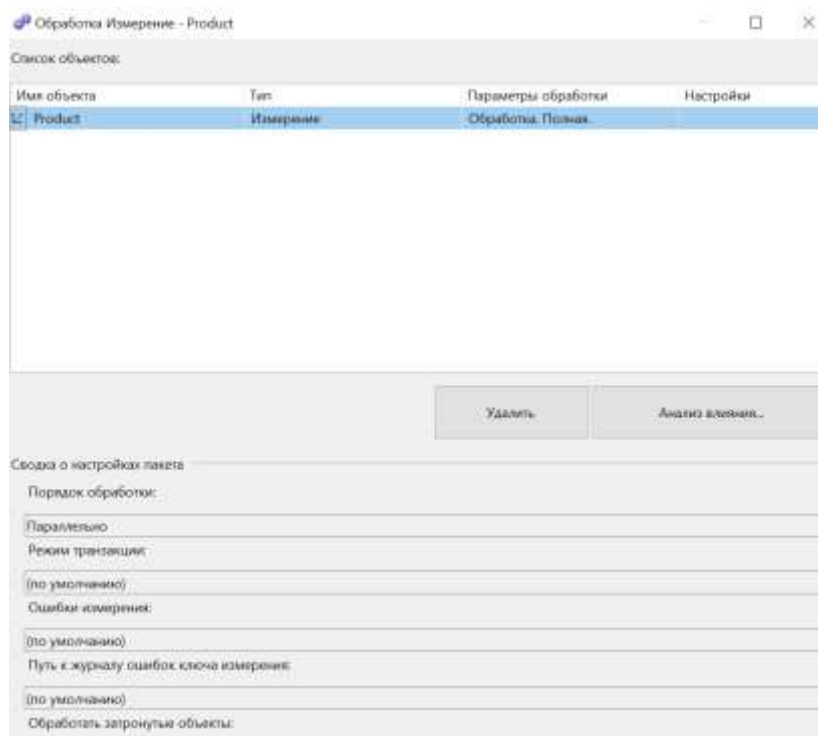 Обработка Измерение - Product
Список объектов:
Имя объекта Тип Параметры обработки Настройки
Product Измерение Обработка. Полная.
Удалить Анализ влияния...
Сводка о настройках пакета
Порядок обработки:
Параллельно
Режим транзакции:
(по умолчанию)
Ошибки измерения:
(по умолчанию)
Путь к журналу ошибок ключа измерения:
(по умолчанию)
Обработать затронутые объекты: